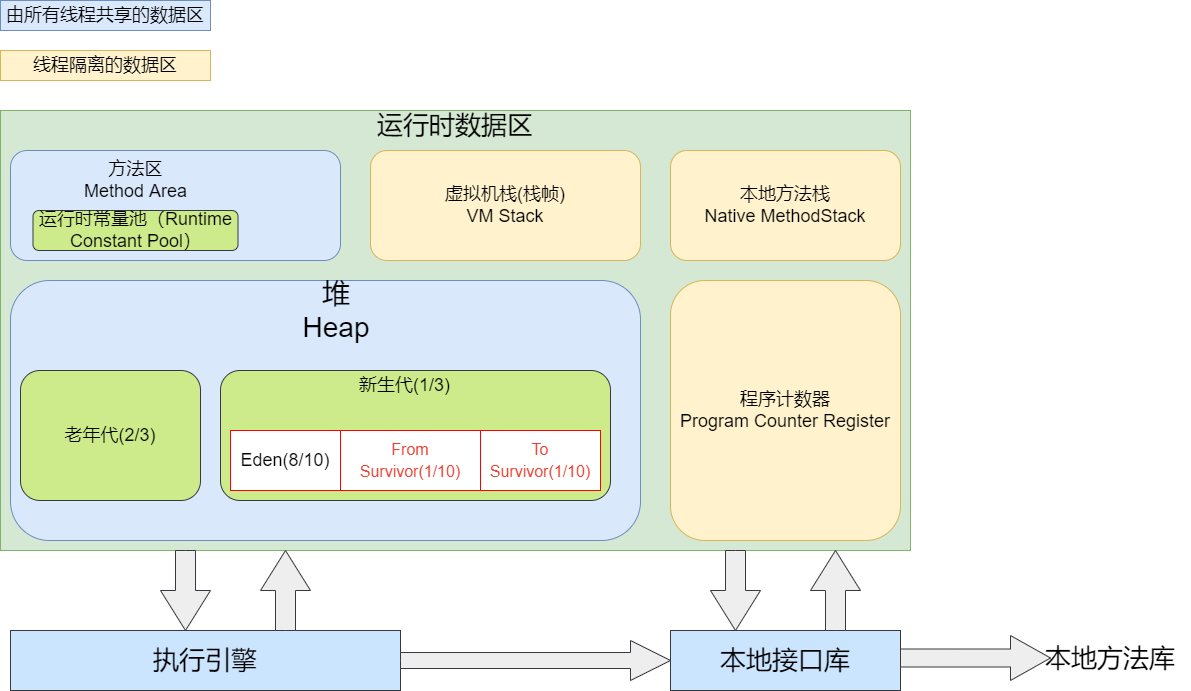 由所有线程共享的数据区
线程隔离的数据区
运行时数据区
方法区
Method Area
运行时常量池（Runtime
Constant Pool）
虚拟机栈(栈帧)
VM Stack
本地方法栈
Native MethodStack
堆
Heap
老年代(2/3)
新生代(1/3)
Eden(8/10)
From
Survivor(1/10)
To
Survivor(1/10)
程序计数器
Program Counter Register
执行引擎
本地接口库
本地方法库